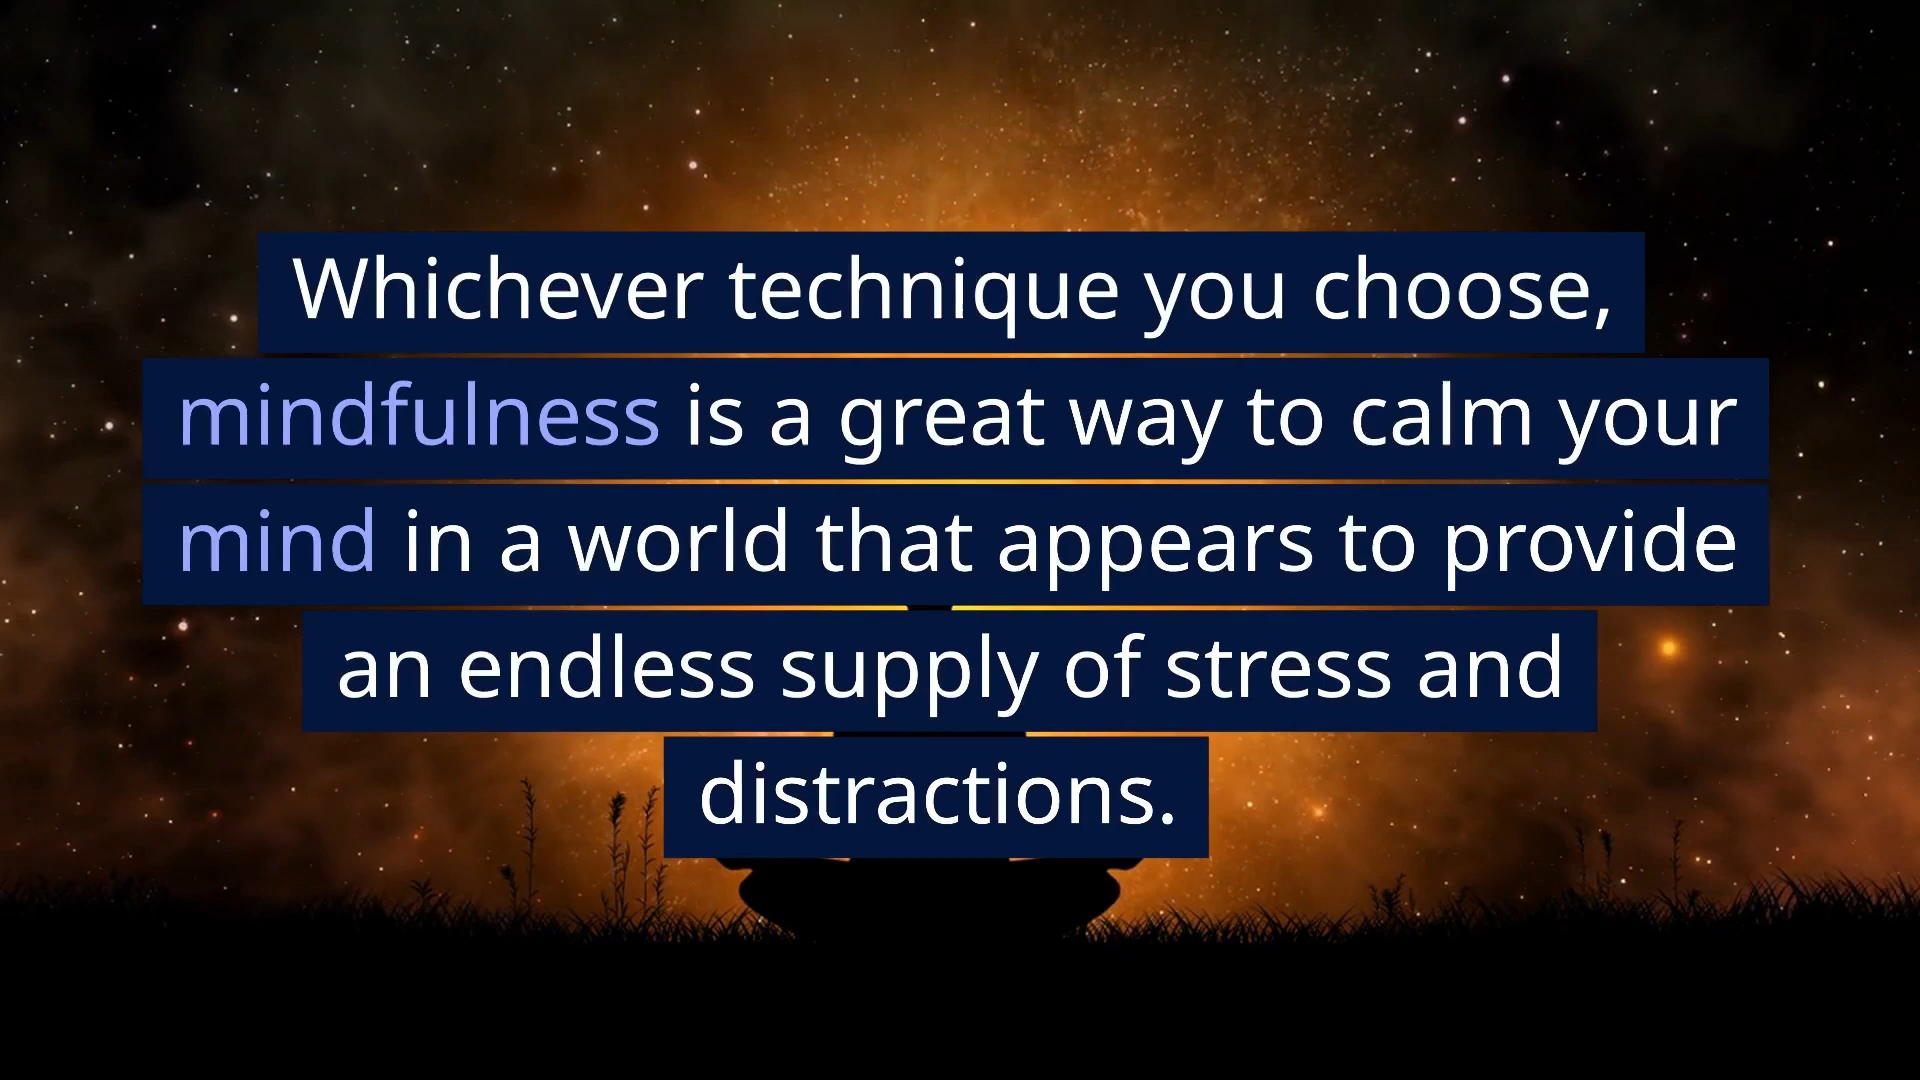 Whichever technique you choose,
mindfulness is a great way to calm your
mind in a world that appears to provide
an endless supply of stress and
distractions.